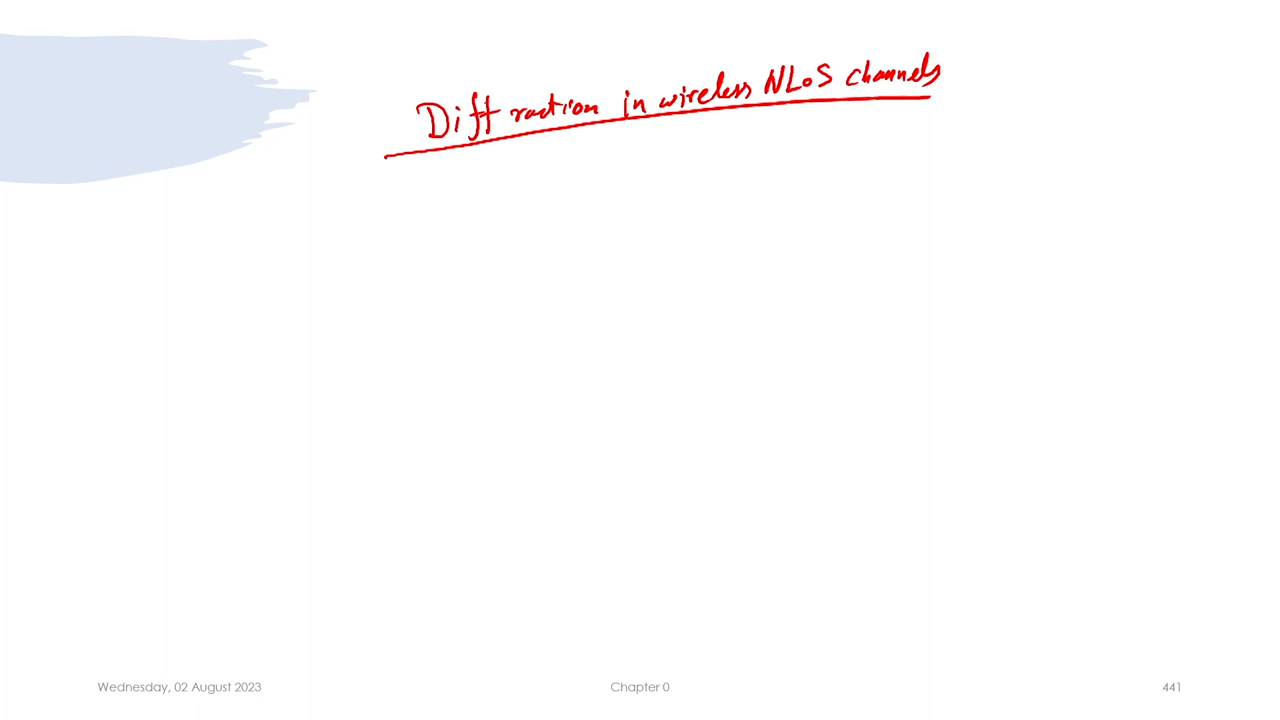 Diffraction in wireless NLoS channels
Wednesday, 02 August 2023
Chapter 0
441